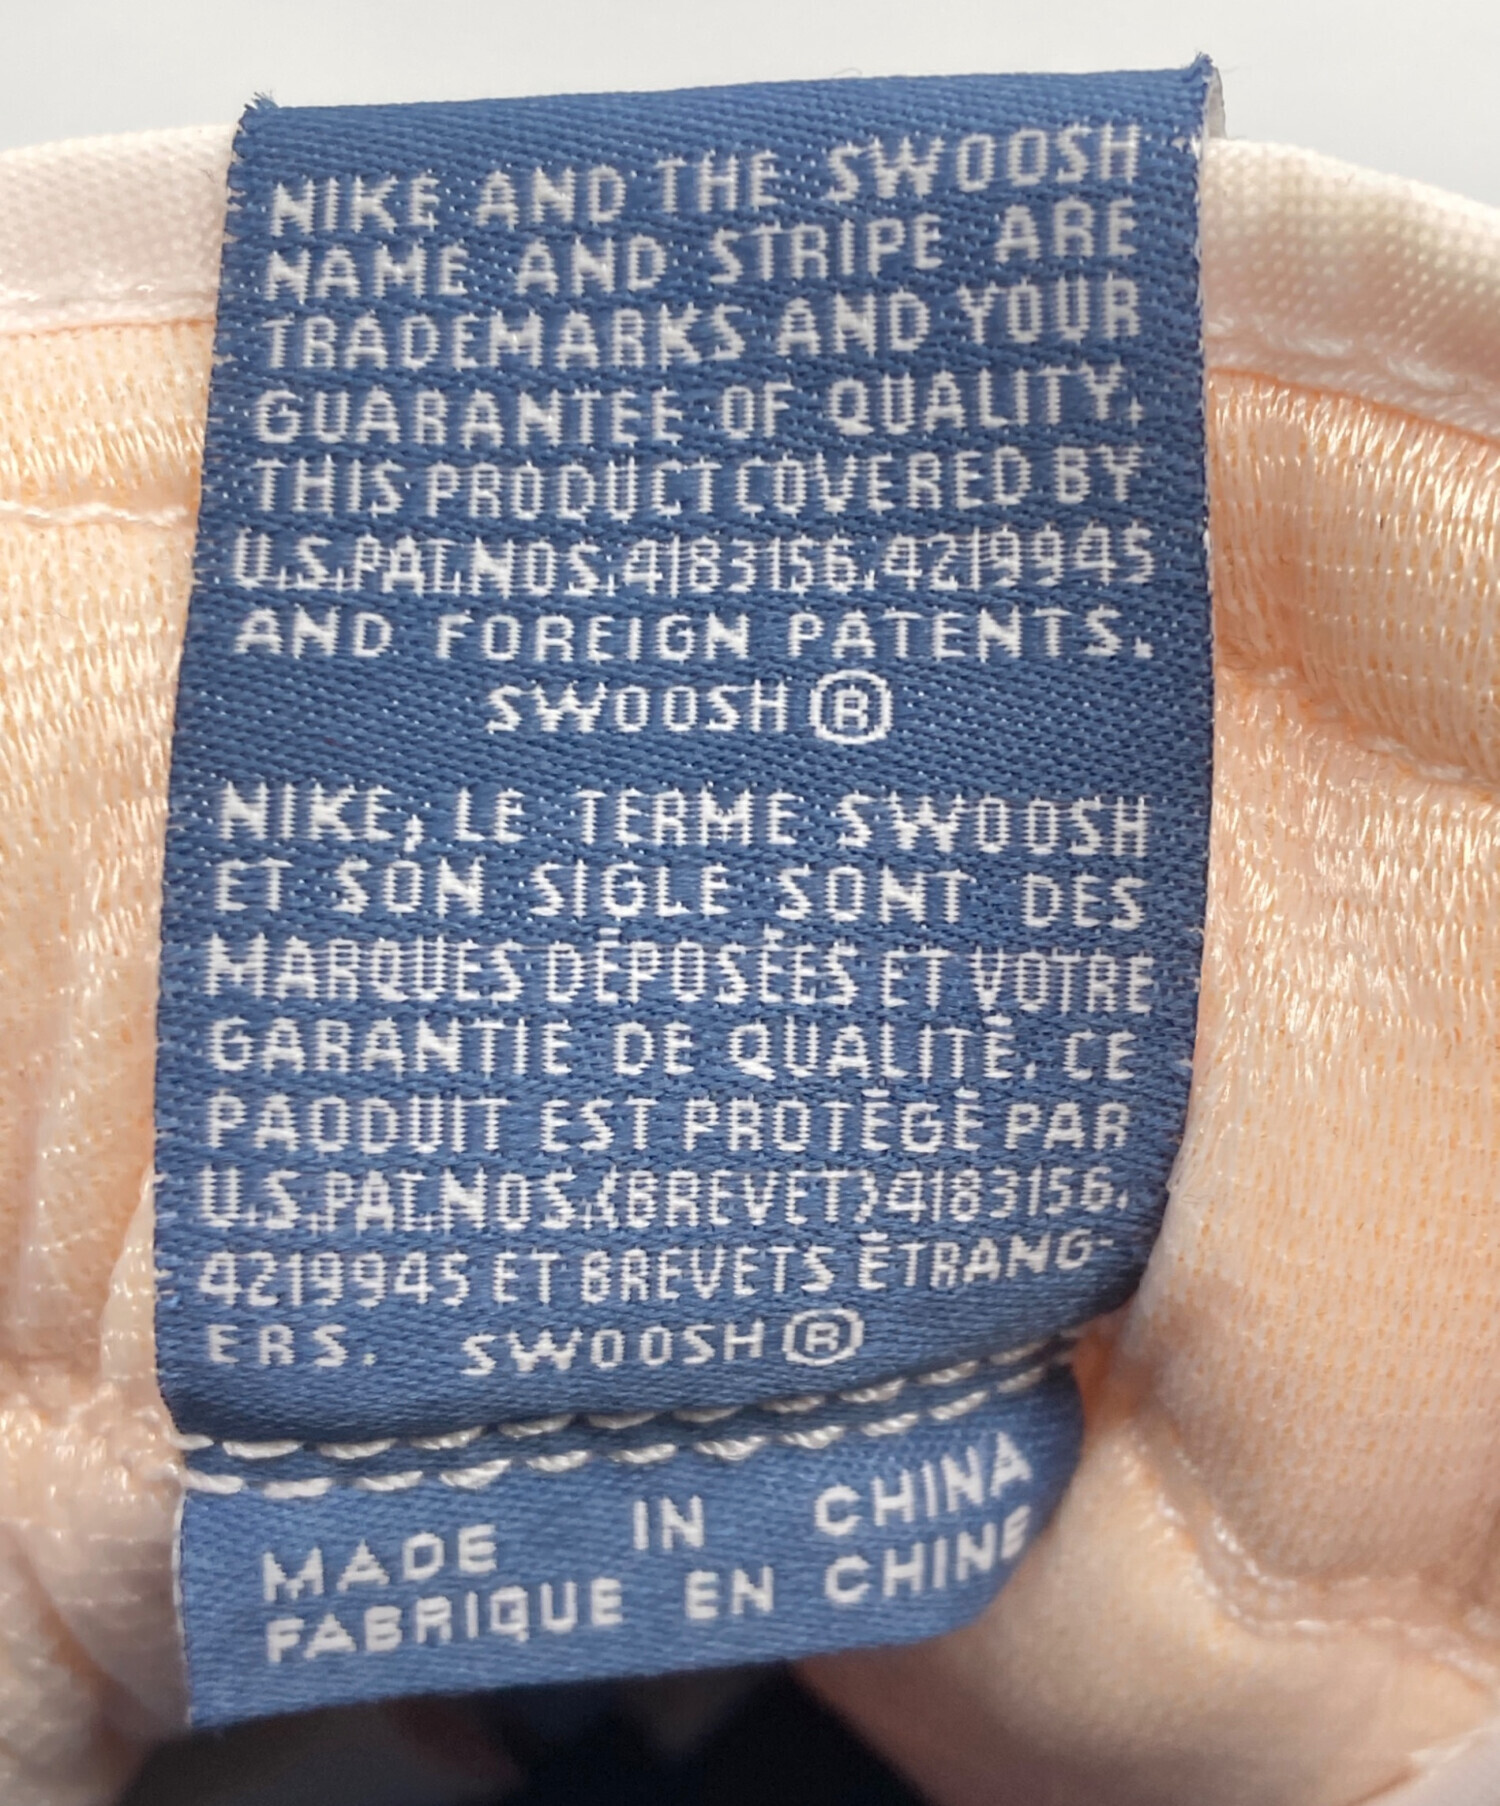 NIKE AND THE SWOOSH
NAME AND STRIPE ARE
TRADEMARKS AND YOUR
GUARANTEE OF QUALITY.
THIS PRODUCT COVERED BY
U.S.PAT.NOS.4183156.4219945
AND FOREIGN PATENTS.
SWOOSH®
NIKE, LE TERME SWOOSH
ET SON SIGLE SONT DES
MARQUES DÉPOSÉES ET VOTRE
GARANTIE DE QUALITÉ. CE
PAODUIT EST PROTÉGÉ PAR
U.S.PAT.NOS.(BREVET)4183156.
4219945 ET BREVETS ÉTRANG-
ERS. SWOOSH®
MADE IN CHINA
FABRIQUE EN CHINE